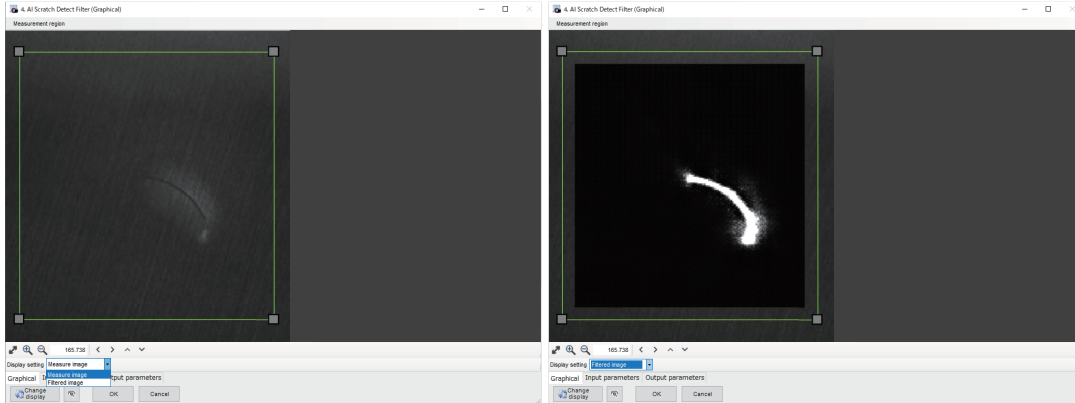 4. AI Scratch Detect Filter (Graphical)
Measurement region
165.738
Display setting Measure image
Measure image
Filtered image
Graphical tput parameters
Change display
OK
Cancel
4. AI Scratch Detect Filter (Graphical)
Measurement region
165.738
Display setting Filtered image
Graphical Input parameters Output parameters
Change display
OK
Cancel